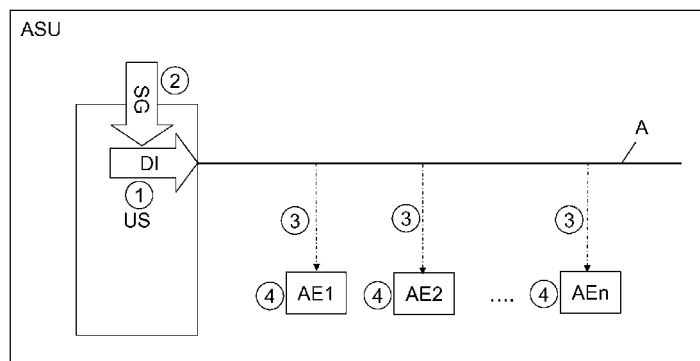 ASU
SG
②
A
DI
①
US
③ ③ ③
④ AE1 ④ AE2 .... ④ AEn